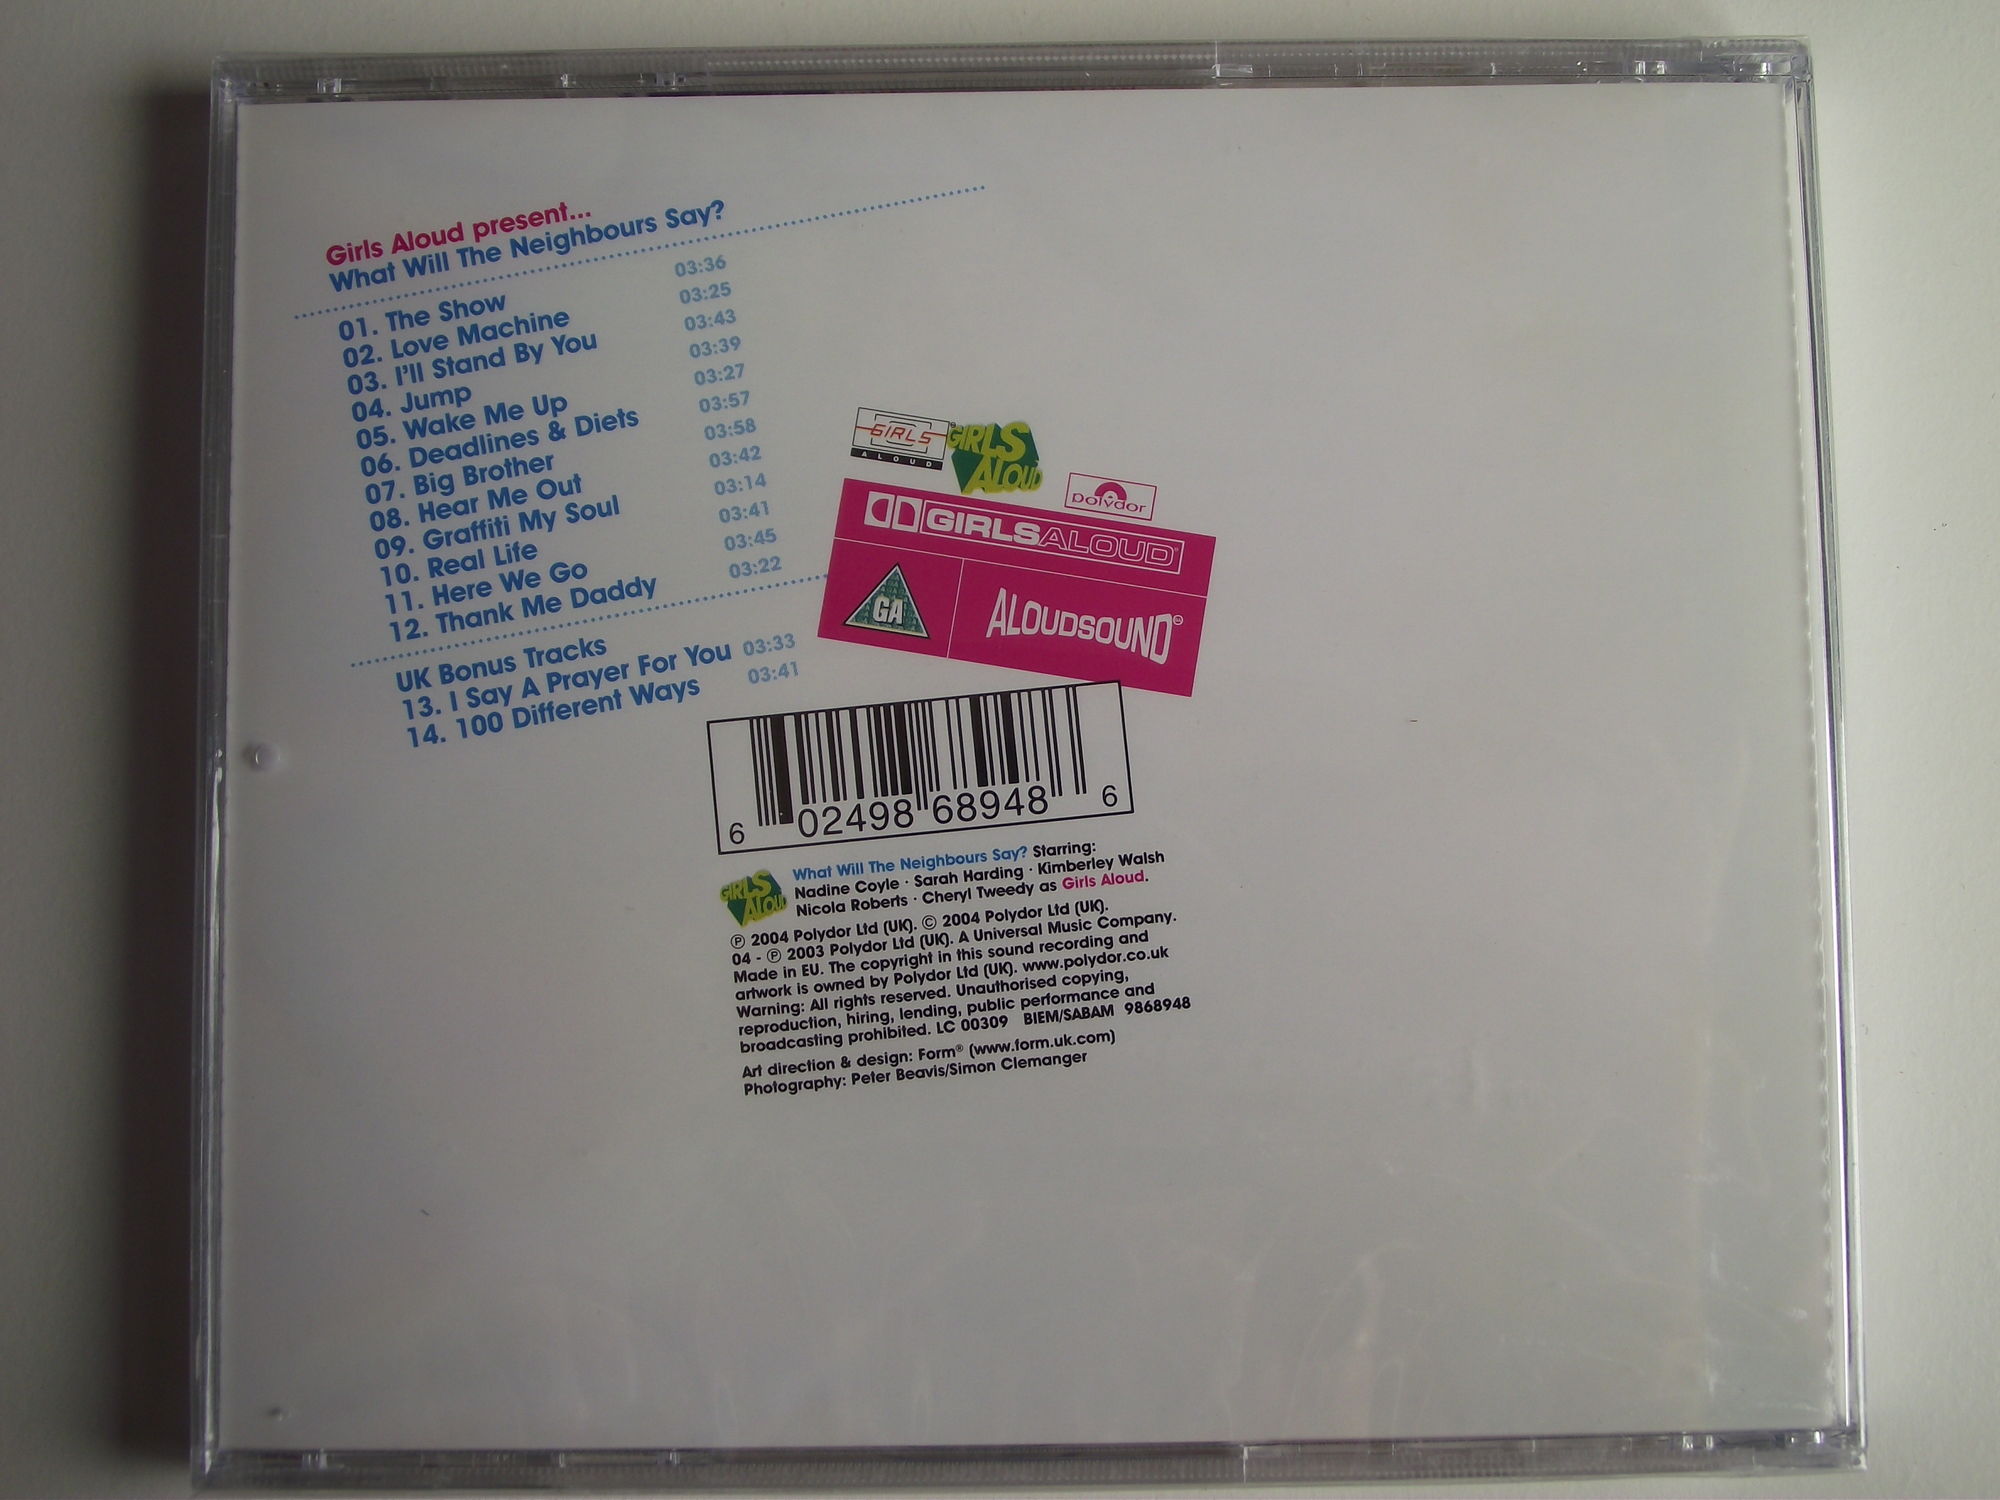 Girls Aloud present...
What Will The Neighbours Say?
01. The Show 03:36
02. Love Machine 03:25
03. I'll Stand By You 03:43
04. Jump 03:39
05. Wake Me Up 03:27
06. Deadlines & Diets 03:57
07. Big Brother 03:58
08. Hear Me Out 03:42
09. Graffiti My Soul 03:14
10. Real Life 03:41
11. Here We Go 03:45
12. Thank Me Daddy 03:22
UK Bonus Tracks
13. I Say A Prayer For You 03:33
14. 100 Different Ways 03:41
GIRLS
ALOUD
GIRLS
ALOUD
polydor
GIRLSALOUD
GA
ALOUDSOUND
6 02498 68948 6
GIRLS
ALOUD
What Will The Neighbours Say? Starring:
Nadine Coyle · Sarah Harding · Kimberley Walsh
Nicola Roberts · Cheryl Tweedy as Girls Aloud.
℗ 2004 Polydor Ltd (UK). © 2004 Polydor Ltd (UK).
04 - ℗ 2003 Polydor Ltd (UK). A Universal Music Company.
Made in EU. The copyright in this sound recording and
artwork is owned by Polydor Ltd (UK). www.polydor.co.uk
Warning: All rights reserved. Unauthorised copying,
reproduction, hiring, lending, public performance and
broadcasting prohibited. LC 00309 BIEM/SABAM 9868948
Art direction & design: Form® (www.form.uk.com)
Photography: Peter Beavis/Simon Clemanger